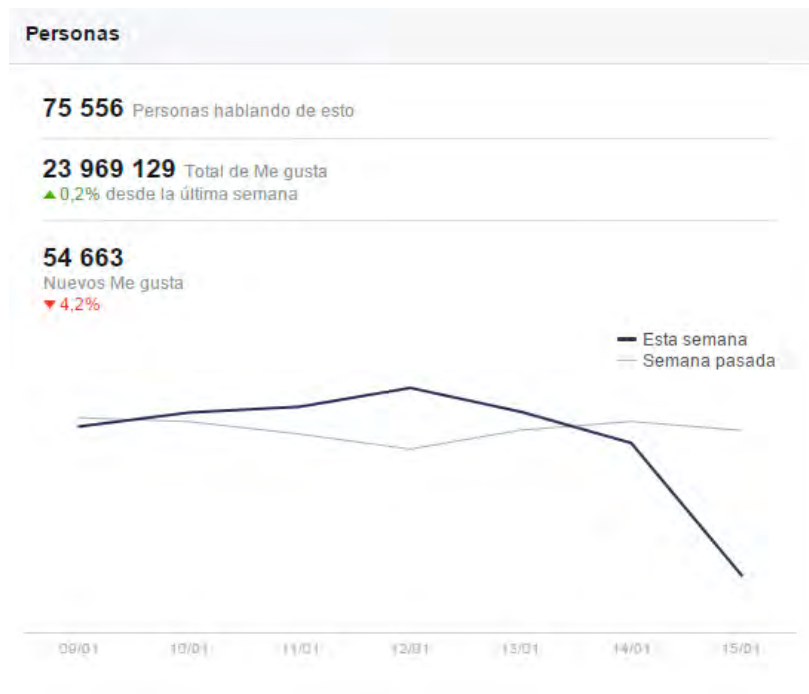 Personas
75 556 Personas hablando de esto
23 969 129 Total de Me gusta
▲0,2% desde la última semana
54 663
Nuevos Me gusta
▼4,2%
Esta semana
Semana pasada
09/01 10/01 11/01 12/01 13/01 14/01 15/01